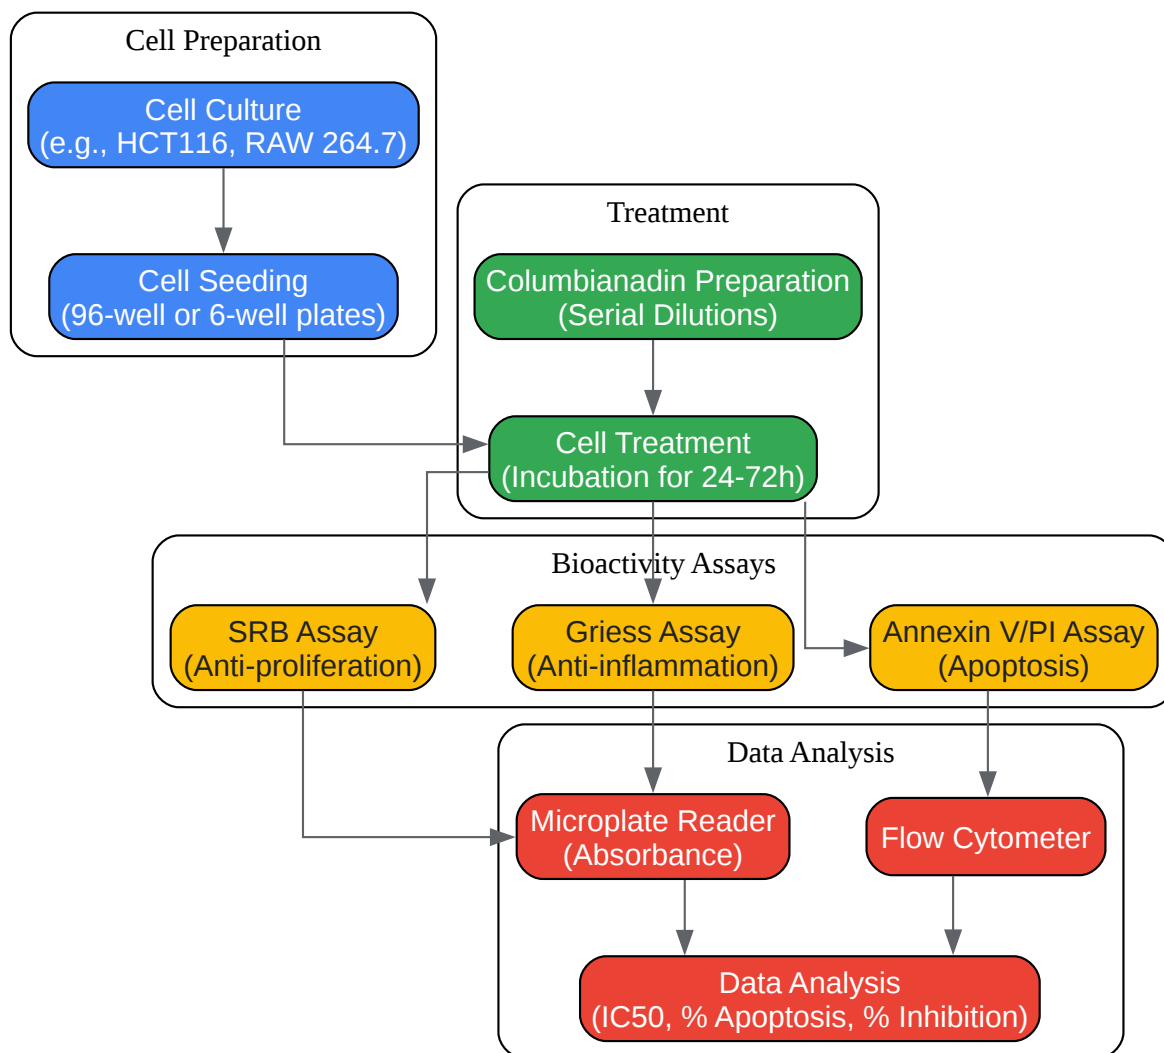 Cell Preparation
Cell Culture
(e.g., HCT116, RAW 264.7)
Cell Seeding
(96-well or 6-well plates)
Treatment
Columbianadin Preparation
(Serial Dilutions)
Cell Treatment
(Incubation for 24-72h)
Bioactivity Assays
SRB Assay
(Anti-proliferation)
Griess Assay
(Anti-inflammation)
Annexin V/PI Assay
(Apoptosis)
Data Analysis
Microplate Reader
(Absorbance)
Flow Cytometer
Data Analysis
(IC50, % Apoptosis, % Inhibition)